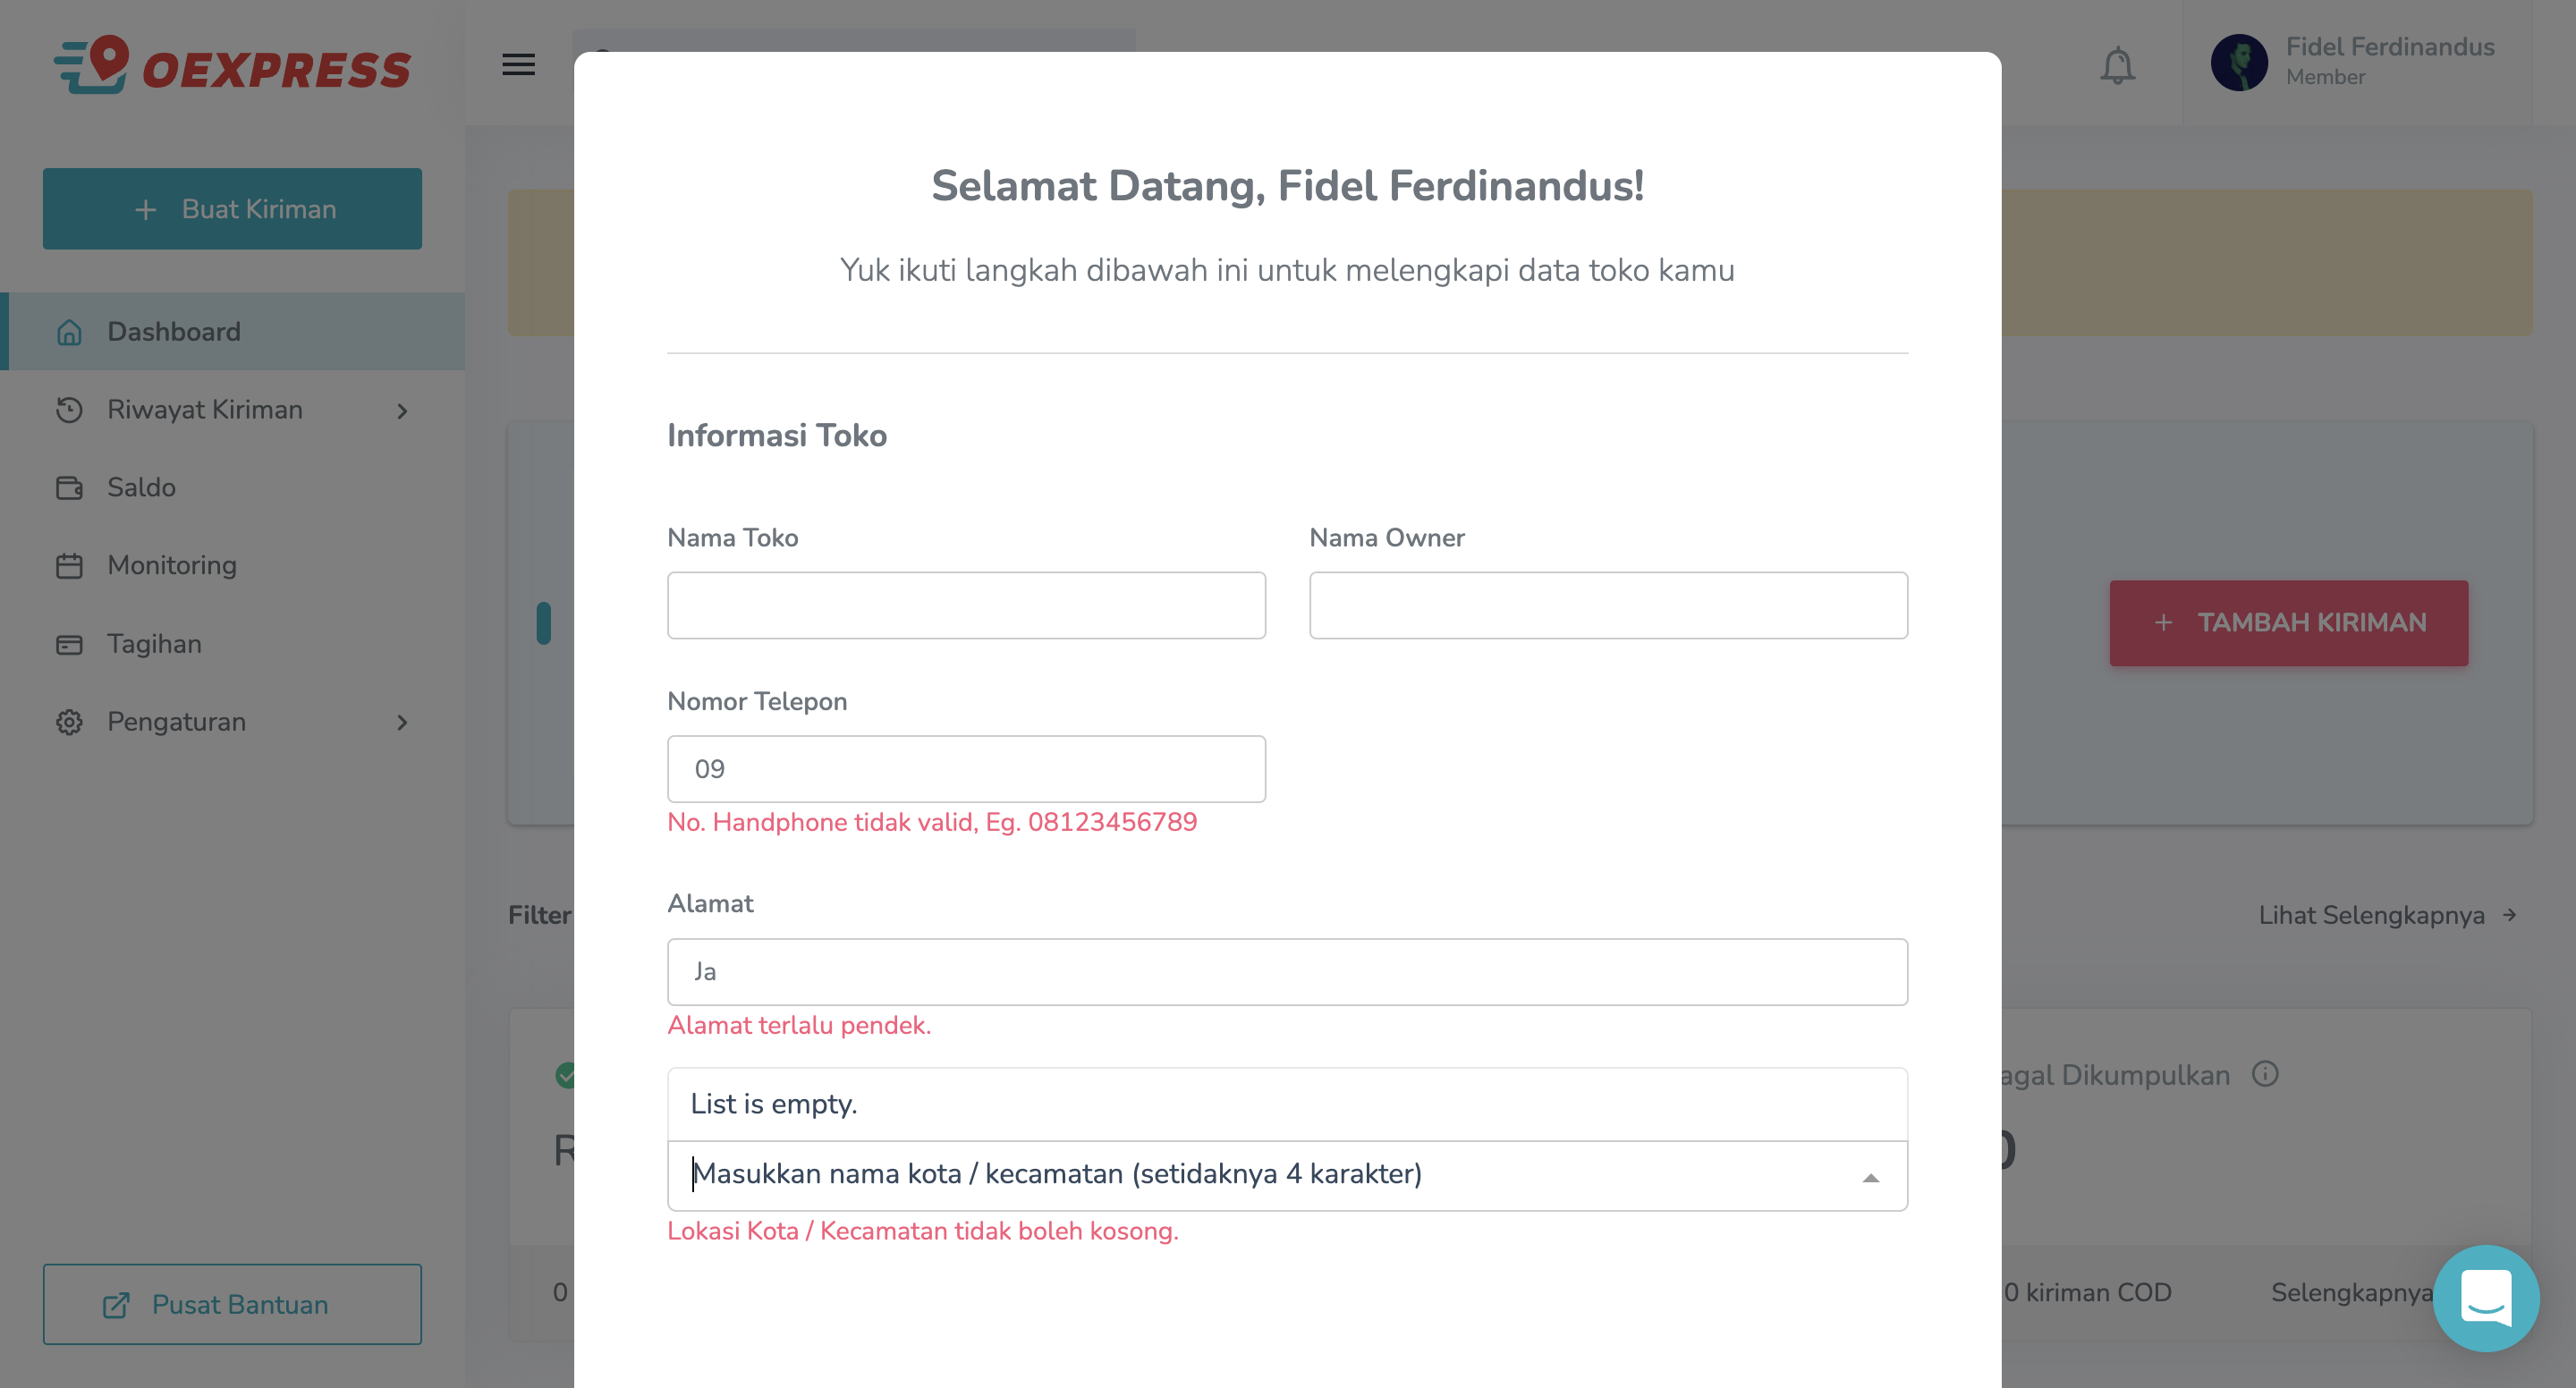 OEXPRESS
Fidel Ferdinandus
Member
Buat Kiriman
Dashboard
Riwayat Kiriman
Saldo
Monitoring
Tagihan
Pengaturan
Pusat Bantuan
Selamat Datang, Fidel Ferdinandus!
Yuk ikuti langkah dibawah ini untuk melengkapi data toko kamu
Informasi Toko
Nama Toko
Nama Owner
Nomor Telepon
09
No. Handphone tidak valid, Eg. 08123456789
Alamat
Ja
Alamat terlalu pendek.
List is empty.
Masukkan nama kota / kecamatan (setidaknya 4 karakter)
Lokasi Kota / Kecamatan tidak boleh kosong.
TAMBAH KIRIMAN
Filter
Lihat Selengkapnya
agal Dikumpulkan
R
0
0
0 kiriman COD
Selengkapnya